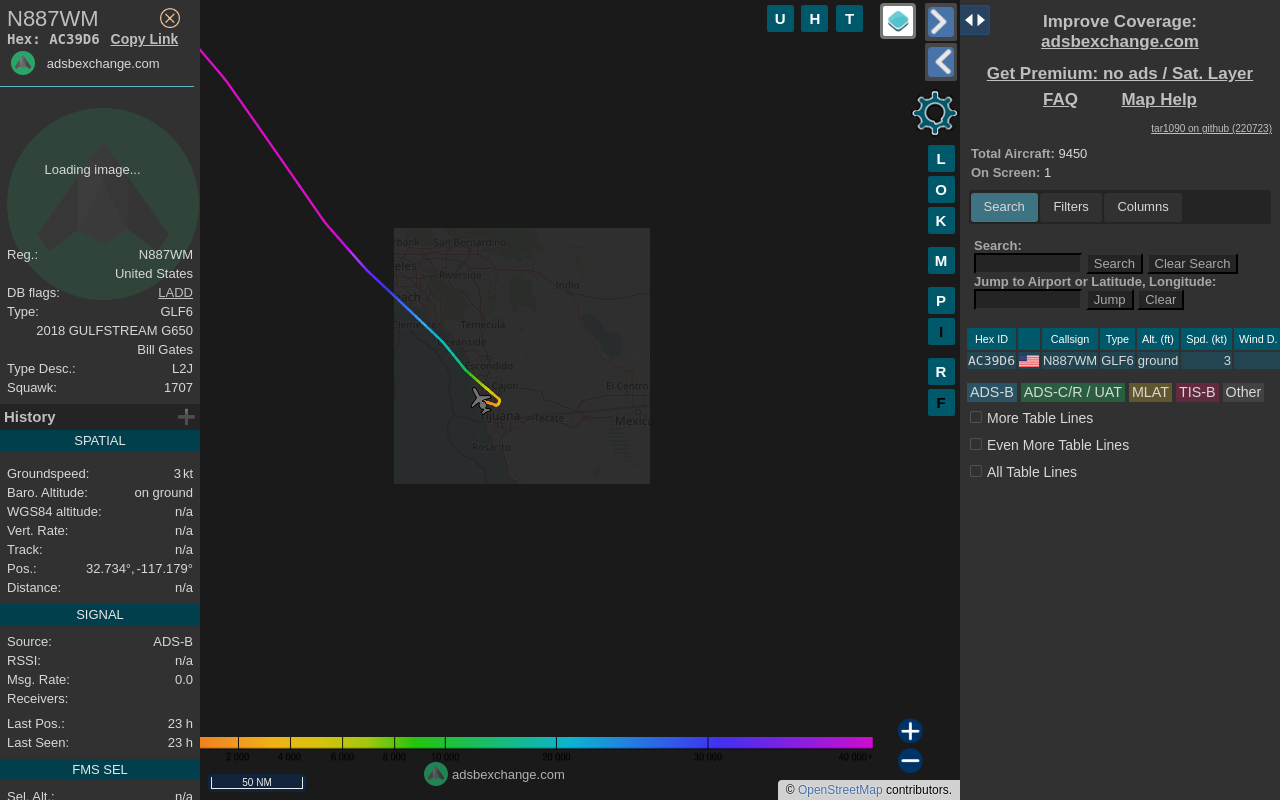 N887WM
Hex: AC39D6 Copy Link
adsbexchange.com
Loading image...
Reg.: N887WM
United States
DB flags: LADD
Type: GLF6
2018 GULFSTREAM G650
Bill Gates
Type Desc.: L2J
Squawk: 1707
History
SPATIAL
Groundspeed: 3 kt
Baro. Altitude: on ground
WGS84 altitude: n/a
Vert. Rate: n/a
Track: n/a
Pos.: 32.734°, -117.179°
Distance: n/a
SIGNAL
Source: ADS-B
RSSI: n/a
Msg. Rate: 0.0
Receivers:
Last Pos.: 23 h
Last Seen: 23 h
FMS SEL
Sel. Alt.: n/a
U H T
L
O
K
M
P
I
R
F
rbank San Bernardino
eles
Riverside
Indio
ach
Clemente Temecula
eanside
Escondido
Cajon
El Centro
Tijuana Tecate Mexica
Rosarito
2 000 4 000 6 000 8 000 10 000 20 000 30 000 40 000+
adsbexchange.com
50 NM
© OpenStreetMap contributors.
Improve Coverage:
adsbexchange.com
Get Premium: no ads / Sat. Layer
FAQ Map Help
tar1090 on github (220723)
Total Aircraft: 9450
On Screen: 1
Search Filters Columns
Search:
Search Clear Search
Jump to Airport or Latitude, Longitude:
Jump Clear
Hex ID Callsign Type Alt. (ft) Spd. (kt) Wind D.
AC39D6 N887WM GLF6 ground 3
ADS-B ADS-C/R / UAT MLAT TIS-B Other
More Table Lines
Even More Table Lines
All Table Lines